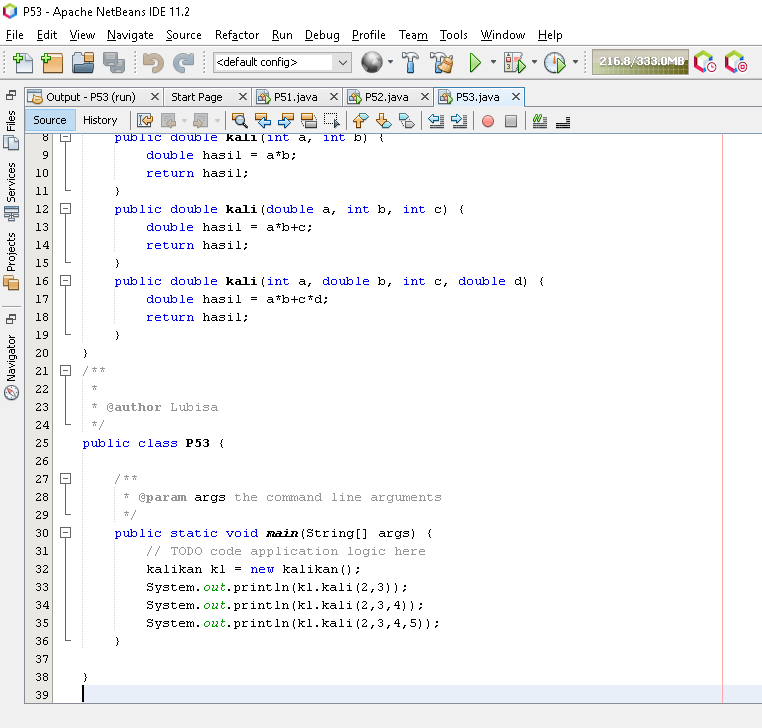 P53 - Apache NetBeans IDE 11.2
File Edit View Navigate Source Refactor Run Debug Profile Team Tools Window Help
<default config> 216.8/333.0MB
Output - P53 (run) Start Page P51.java P52.java P53.java
Source History
Files
Services
Projects
Navigator
8 public double kali(int a, int b) {
9 double hasil = a*b;
10 return hasil;
11 }
12 public double kali(double a, int b, int c) {
13 double hasil = a*b+c;
14 return hasil;
15 }
16 public double kali(int a, double b, int c, double d) {
17 double hasil = a*b+c*d;
18 return hasil;
19 }
20 }
21 /**
22 *
23 * @author Lubisa
24 */
25 public class P53 {
26
27 /**
28 * @param args the command line arguments
29 */
30 public static void main(String[] args) {
31 // TODO code application logic here
32 kalikan kl = new kalikan();
33 System.out.println(kl.kali(2,3));
34 System.out.println(kl.kali(2,3,4));
35 System.out.println(kl.kali(2,3,4,5));
36 }
37
38 }
39